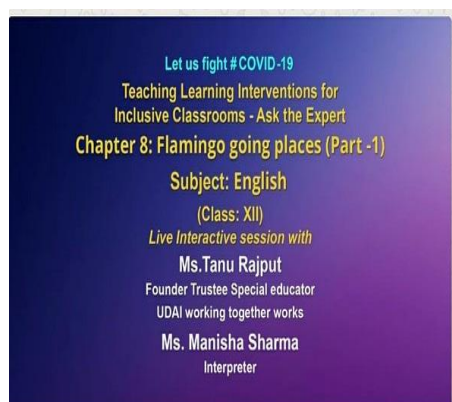 Let us fight #COVID-19
Teaching Learning Interventions for
Inclusive Classrooms - Ask the Expert
Chapter 8: Flamingo going places (Part -1)
Subject: English
(Class: XII)
Live Interactive session with
Ms.Tanu Rajput
Founder Trustee Special educator
UDAI working together works
Ms. Manisha Sharma
Interpreter